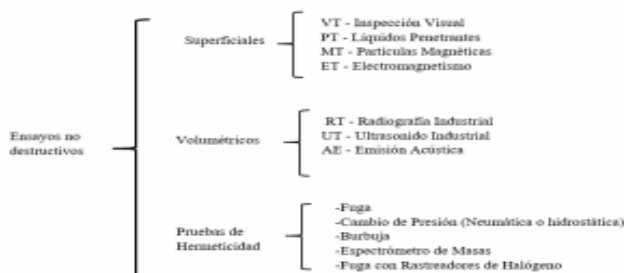 Superficiales
VT - Inspección Visual
PT - Líquidos Penetrantes
MT - Partículas Magnéticas
ET - Electromagnetismo
Ensayos no
destructivos
Volumétricos
RT - Radiografía Industrial
UT - Ultrasonido Industrial
AE - Emisión Acústica
Pruebas de
Hermeticidad
-Fuga
-Cambio de Presión (Neumática o hidrostática)
-Burbuja
-Espectrómetro de Masas
-Fuga con Rastreadores de Halógeno